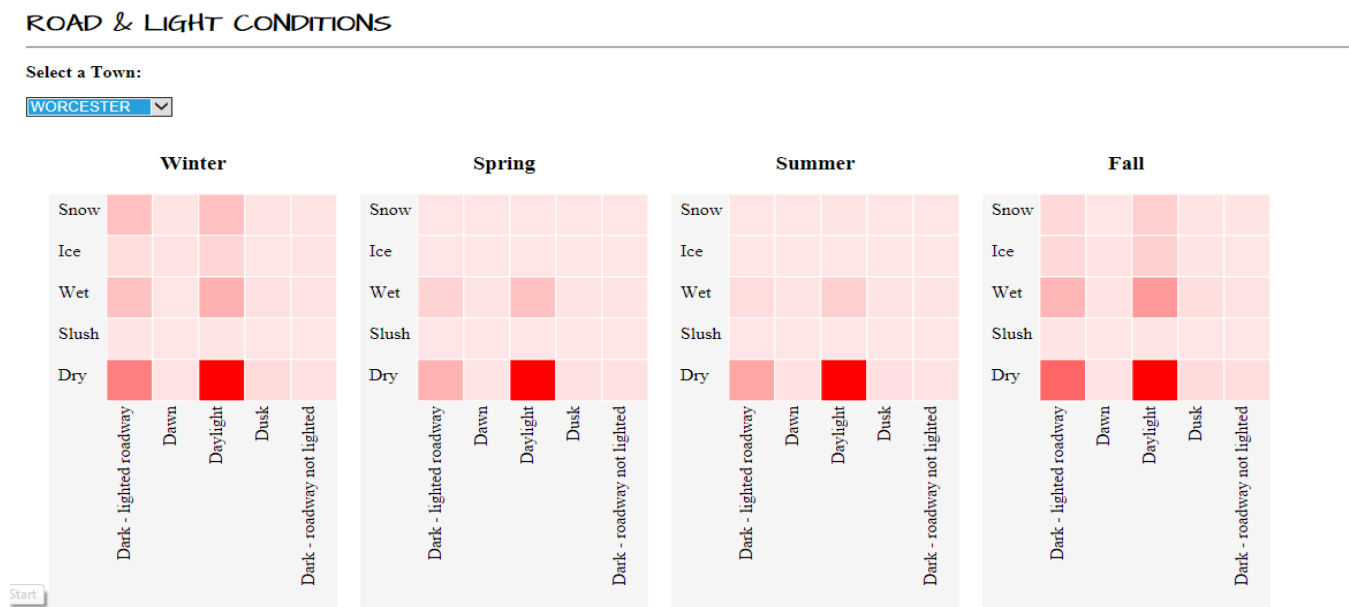 ROAD & LIGHT CONDITIONS
Select a Town:
WORCESTER
Winter
Snow
Ice
Wet
Slush
Dry
Dark - lighted roadway
Dawn
Daylight
Dusk
Dark - roadway not lighted
Spring
Snow
Ice
Wet
Slush
Dry
Dark - lighted roadway
Dawn
Daylight
Dusk
Dark - roadway not lighted
Summer
Snow
Ice
Wet
Slush
Dry
Dark - lighted roadway
Dawn
Daylight
Dusk
Dark - roadway not lighted
Fall
Snow
Ice
Wet
Slush
Dry
Dark - lighted roadway
Dawn
Daylight
Dusk
Dark - roadway not lighted
Start